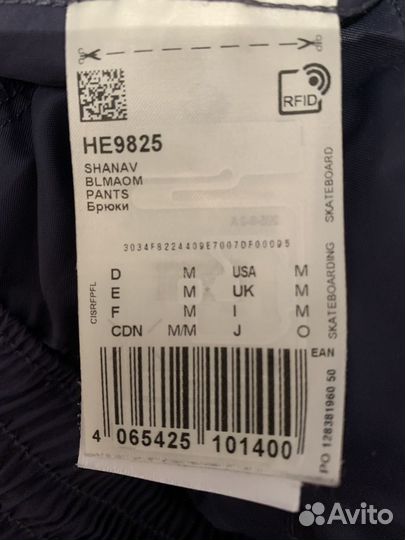 RFID
HE9825
SHANAV
BLMAOM
PANTS
Брюки
3034F8224409E7007DF00095
D M USA M
E M UK M
F M I M
CDN M/M J O
CISRFPFL
SKATEBOARDING SKATEBOARD
EAN
4 065425 101400
PO 128381960 50
Avito